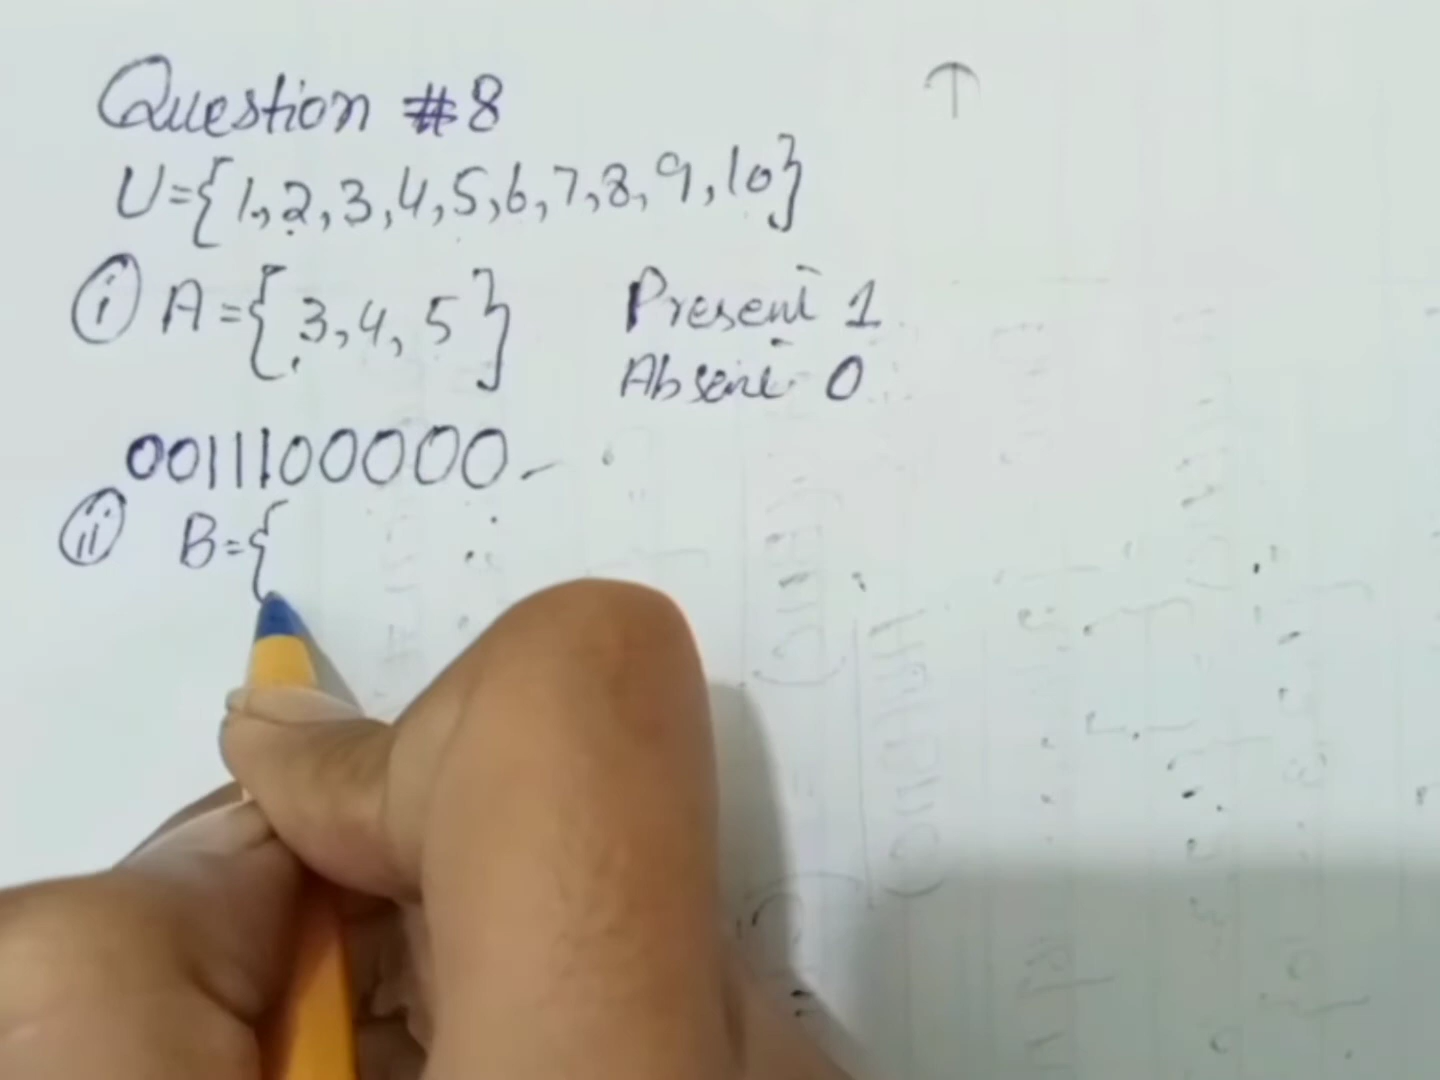 Question #8
U={1,2,3,4,5,6,7,8,9,10}
i A={3,4,5}
Present 1
Absent 0
0011100000
ii B={